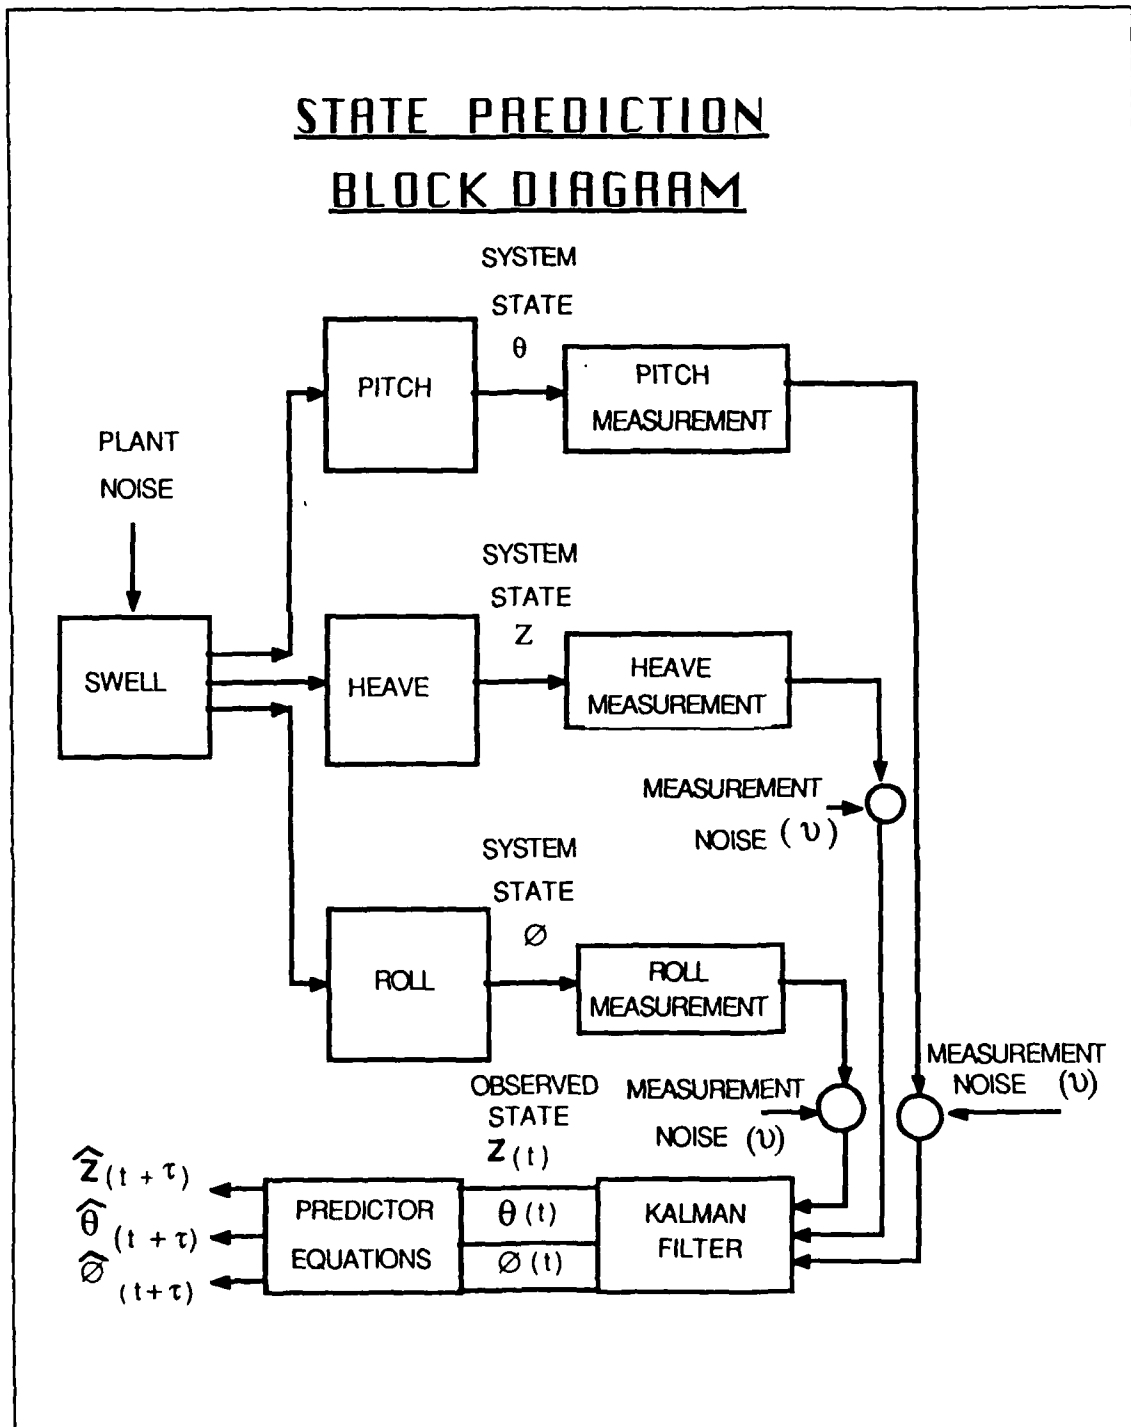 STATE PREDICTION
BLOCK DIAGRAM
SYSTEM
STATE
θ
PITCH
PITCH
MEASUREMENT
PLANT
NOISE
SYSTEM
STATE
Z
SWELL
HEAVE
HEAVE
MEASUREMENT
MEASUREMENT
NOISE (υ)
SYSTEM
STATE
Ø
ROLL
ROLL
MEASUREMENT
MEASUREMENT
NOISE (υ)
OBSERVED
STATE
Z(t)
MEASUREMENT
NOISE (υ)
Ẑ(t + τ)
θ̂(t + τ)
Ø̂(t+τ)
PREDICTOR
EQUATIONS
θ(t)
Ø(t)
KALMAN
FILTER